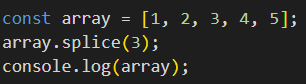 const array = [1, 2, 3, 4, 5];
array.splice(3);
console.log(array);